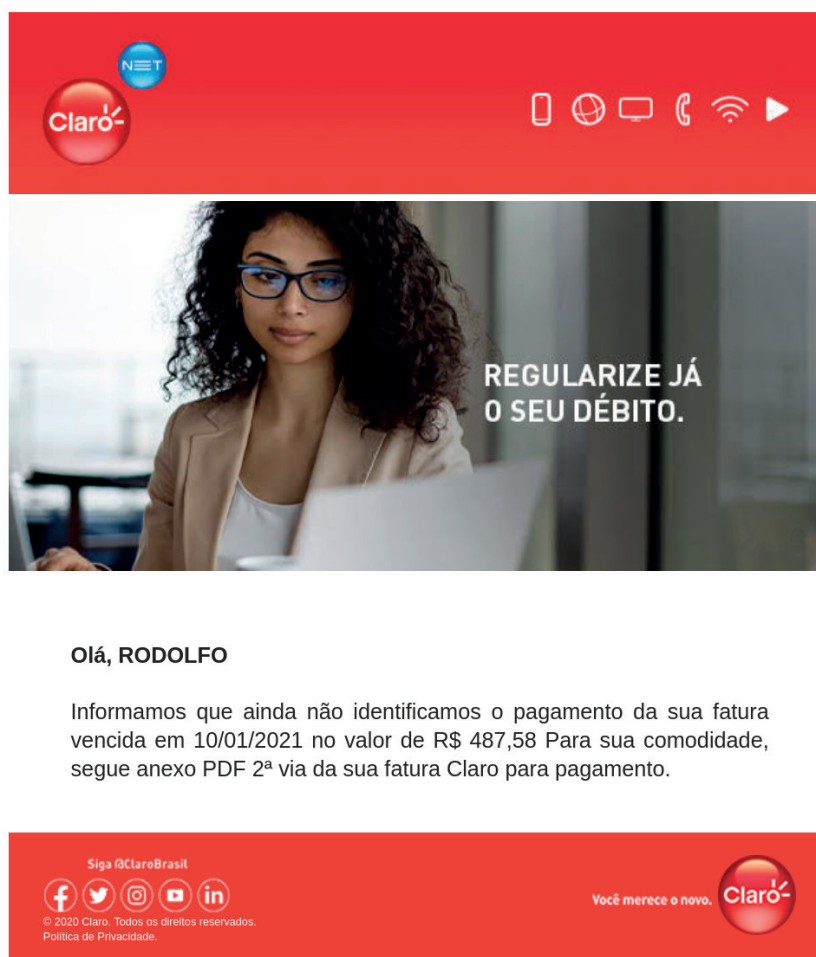 NET
Claro
REGULARIZE JÁ
O SEU DÉBITO.
Olá, RODOLFO
Informamos que ainda não identificamos o pagamento da sua fatura
vencida em 10/01/2021 no valor de R$ 487,58 Para sua comodidade,
segue anexo PDF 2ª via da sua fatura Claro para pagamento.
Siga @ClaroBrasil
© 2020 Claro. Todos os direitos reservados.
Política de Privacidade.
Você merece o novo.
Claro